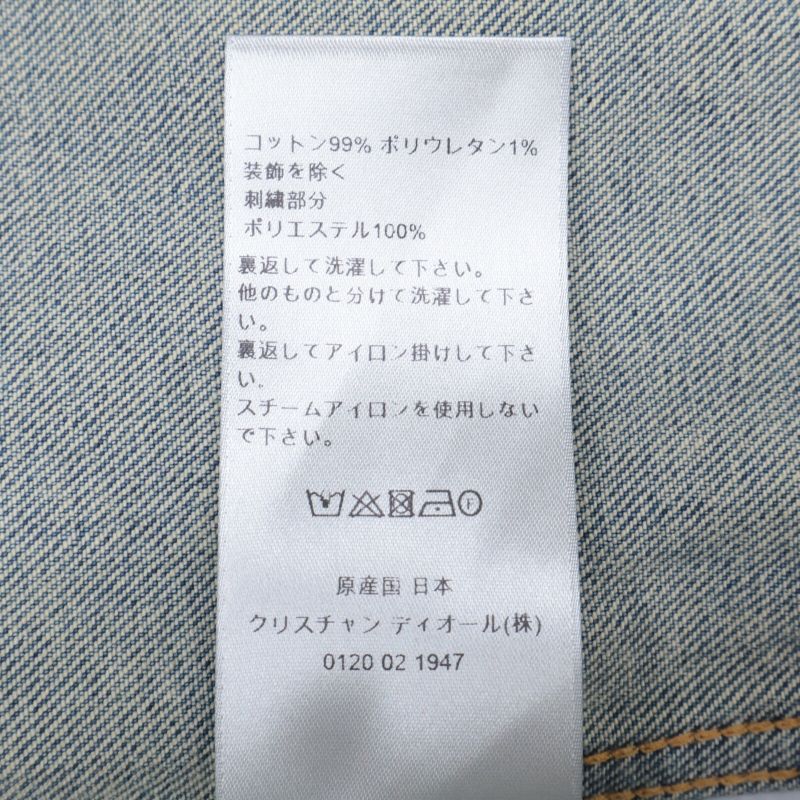 コットン99% ポリウレタン1%
装飾を除く
刺繍部分
ポリエステル100%
裏返して洗濯して下さい。
他のものと分けて洗濯して下さ
い。
裏返してアイロン掛けして下さ
い.
スチームアイロンを使用しない
で下さい。
F
原産国 日本
クリスチャン ディオール(株)
0120 02 1947